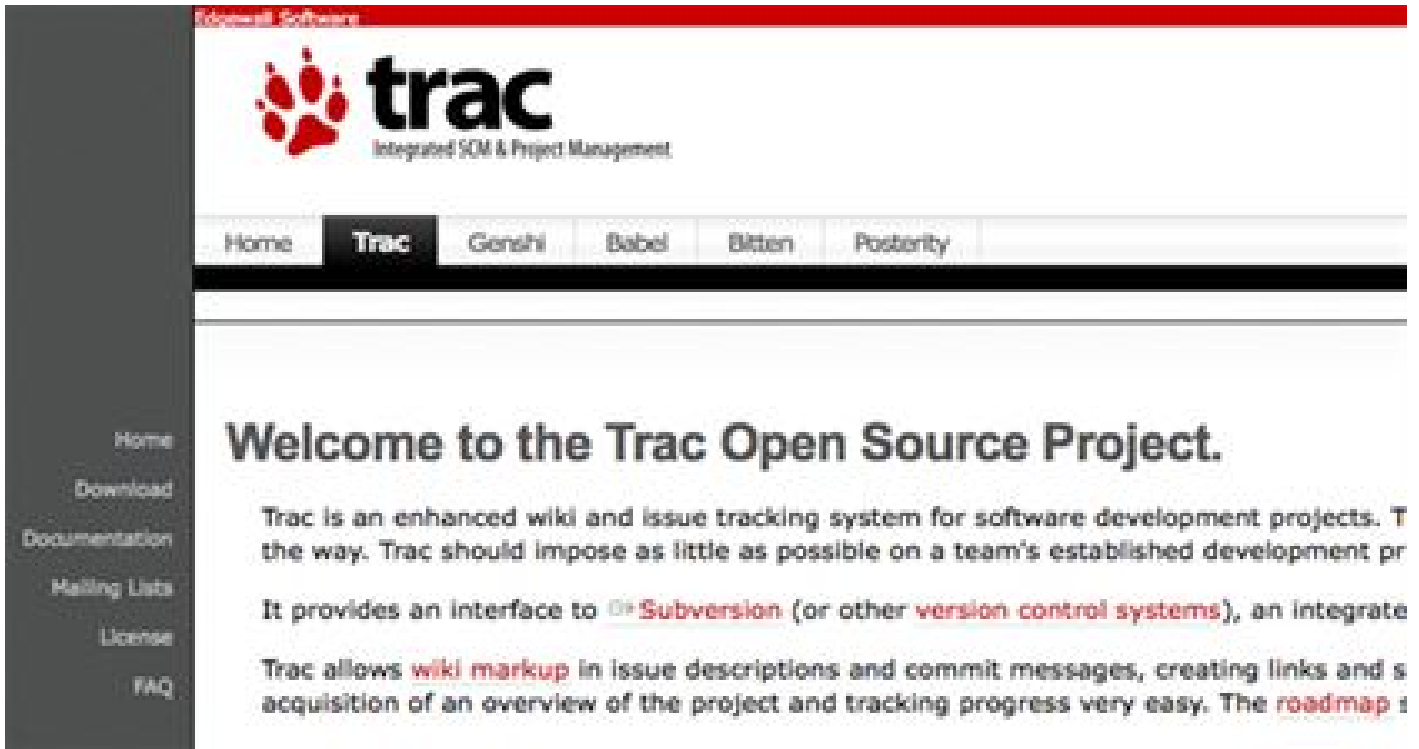 Edgewall Software
trac
Integrated SCM & Project Management
Home Trac Genshi Babel Bitten Posterity
Home
Download
Documentation
Mailing Lists
License
FAQ
Welcome to the Trac Open Source Project.
Trac is an enhanced wiki and issue tracking system for software development projects. T
the way. Trac should impose as little as possible on a team's established development pr
It provides an interface to Subversion (or other version control systems), an integrate
Trac allows wiki markup in issue descriptions and commit messages, creating links and s
acquisition of an overview of the project and tracking progress very easy. The roadmap s